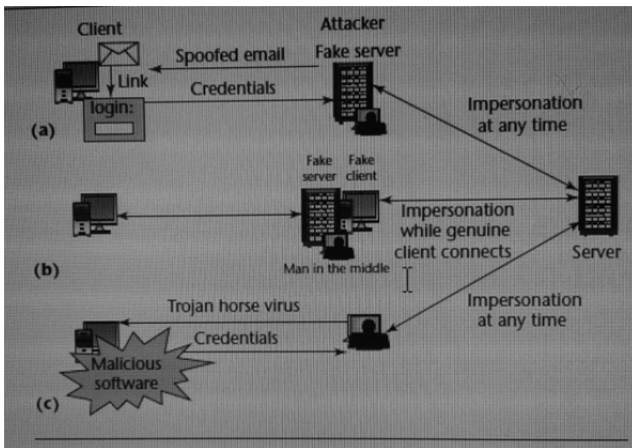 Client
Attacker
Spoofed email
Fake server
Link
Credentials
login:
Impersonation
at any time
(a)
Fake
server
Fake
client
Impersonation
while genuine
client connects
Server
(b)
Man in the middle
Trojan horse virus
Impersonation
at any time
Credentials
Malicious
software
(c)